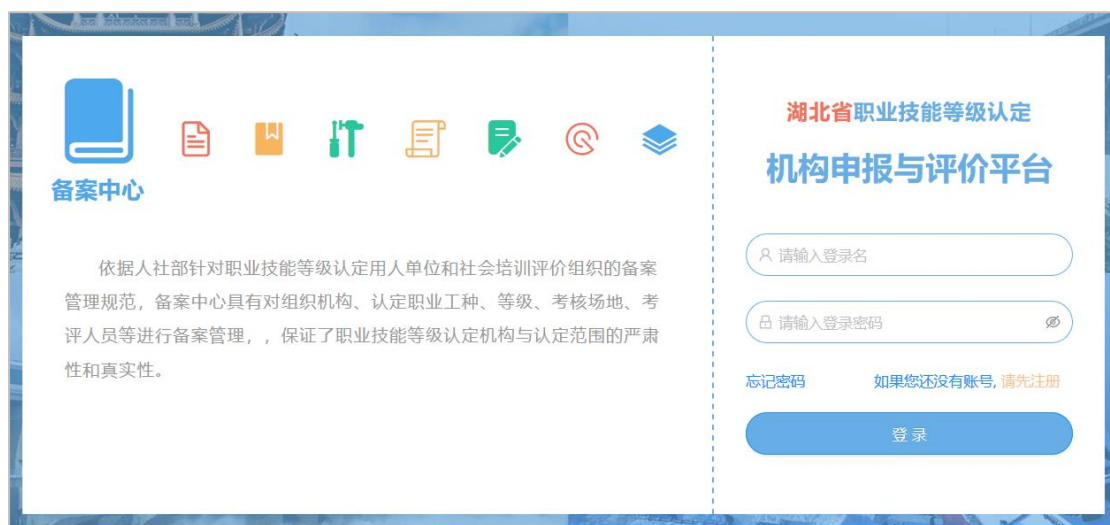 备案中心
依据人社部针对职业技能等级认定用人单位和社会培训评价组织的备案
管理规范，备案中心具有对组织机构、认定职业工种、等级、考核场地、考
评人员等进行备案管理，，保证了职业技能等级认定机构与认定范围的严肃
性和真实性。
湖北省职业技能等级认定
机构申报与评价平台
请输入登录名
请输入登录密码
忘记密码 如果您还没有账号, 请先注册
登 录